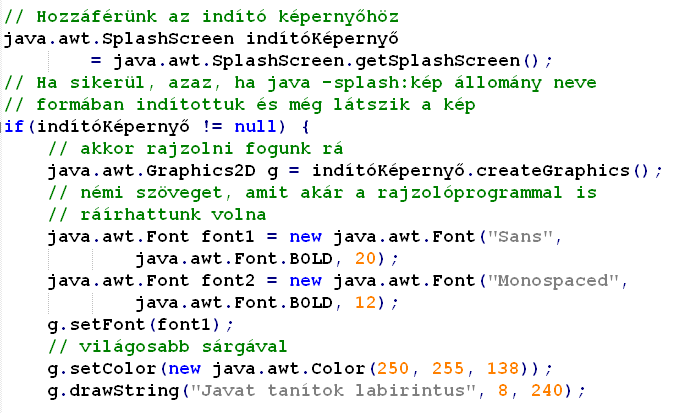 // Hozzáférünk az indító képernyőhöz
java.awt.SplashScreen indítóKépernyő
        = java.awt.SplashScreen.getSplashScreen();
// Ha sikerül, azaz, ha java -splash:kép állomány neve
// formában indítottuk és még látszik a kép
if(indítóKépernyő != null) {
    // akkor rajzolni fogunk rá
    java.awt.Graphics2D g = indítóKépernyő.createGraphics();
    // némi szöveget, amit akár a rajzolóprogrammal is
    // ráírhattunk volna
    java.awt.Font font1 = new java.awt.Font("Sans",
            java.awt.Font.BOLD, 20);
    java.awt.Font font2 = new java.awt.Font("Monospaced",
            java.awt.Font.BOLD, 12);
    g.setFont(font1);
    // világosabb sárgával
    g.setColor(new java.awt.Color(250, 255, 138));
    g.drawString("Javat tanítok labirintus", 8, 240);